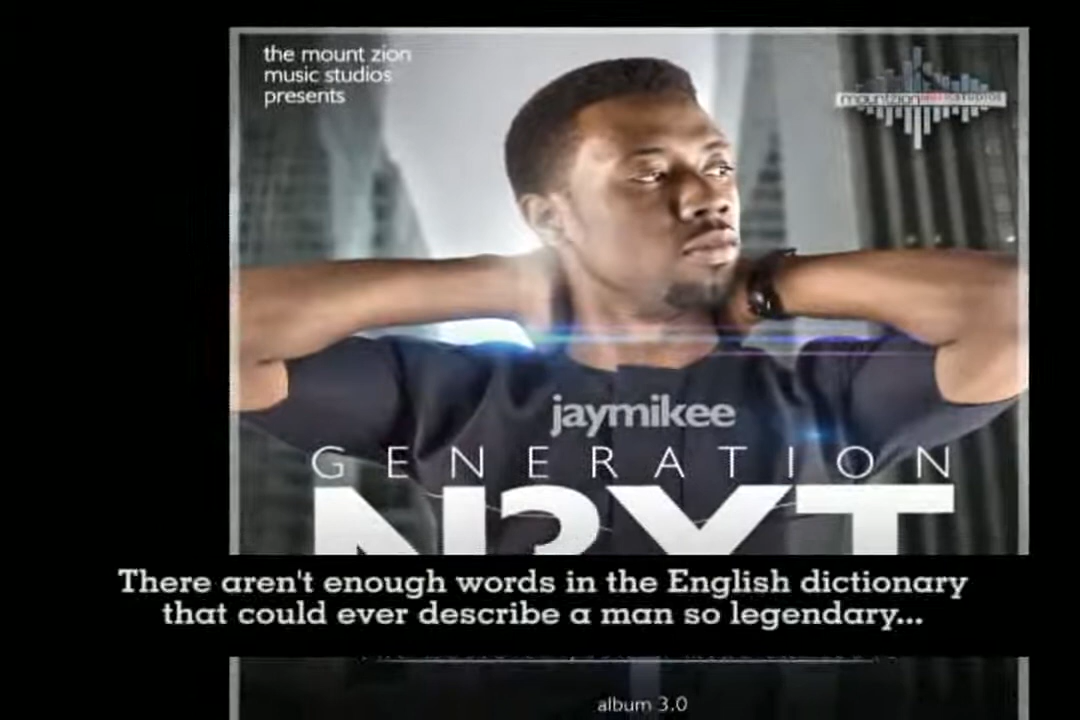 the mount zion
music studios
presents
jaymikee
GENERATION
N3XT
There aren't enough words in the English dictionary
that could ever describe a man so legendary...
album 3.0